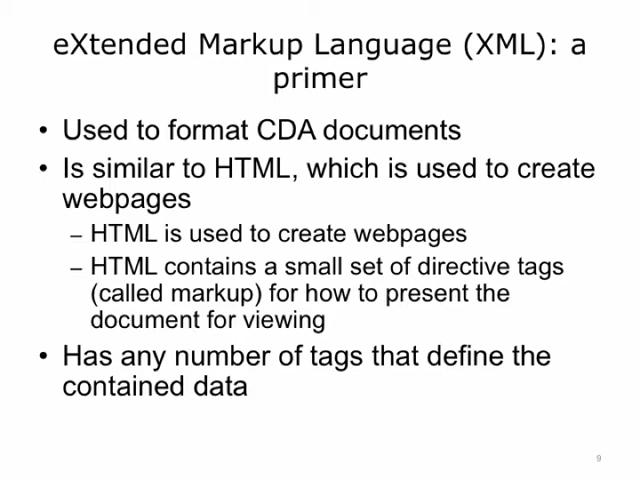 eXtended Markup Language (XML): a
primer
• Used to format CDA documents
• Is similar to HTML, which is used to create
webpages
– HTML is used to create webpages
– HTML contains a small set of directive tags
(called markup) for how to present the
document for viewing
• Has any number of tags that define the
contained data
9